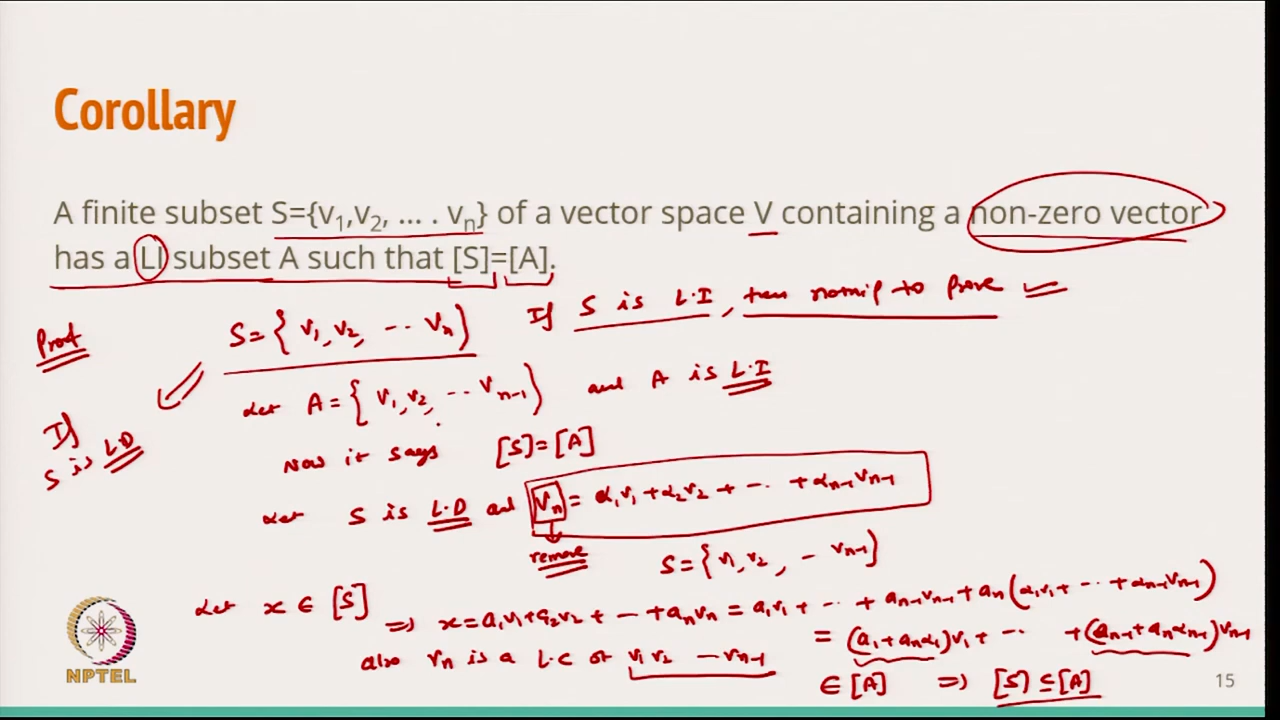 Corollary
A finite subset S={v₁,v₂, ... . vₙ} of a vector space V containing a non-zero vector
has a LI subset A such that [S]=[A].
Proof
S = { v₁, v₂, -- vₙ } If S is L.I , then nothing to prove
Let A = { v₁, v₂, -- vₙ₋₁ } and A is L.I
If S is LD
Now it says [S]=[A]
Let S is L.D and vₙ = α₁v₁ + α₂v₂ + -- + αₙ₋₁vₙ₋₁
remove
S = { v₁, v₂, - vₙ₋₁ }
Let x ∈ [S] ⇒ x = a₁v₁+a₂v₂ + -- + aₙvₙ = a₁v₁ + -- + aₙ₋₁vₙ₋₁ + aₙ(α₁v₁ + -- + αₙ₋₁vₙ₋₁)
= (a₁+aₙα₁)v₁ + -- + (aₙ₋₁+aₙαₙ₋₁)vₙ₋₁
also vₙ is a L.C of v₁ v₂ -- vₙ₋₁
∈ [A] ⇒ [S] ⊆ [A]
NPTEL
15